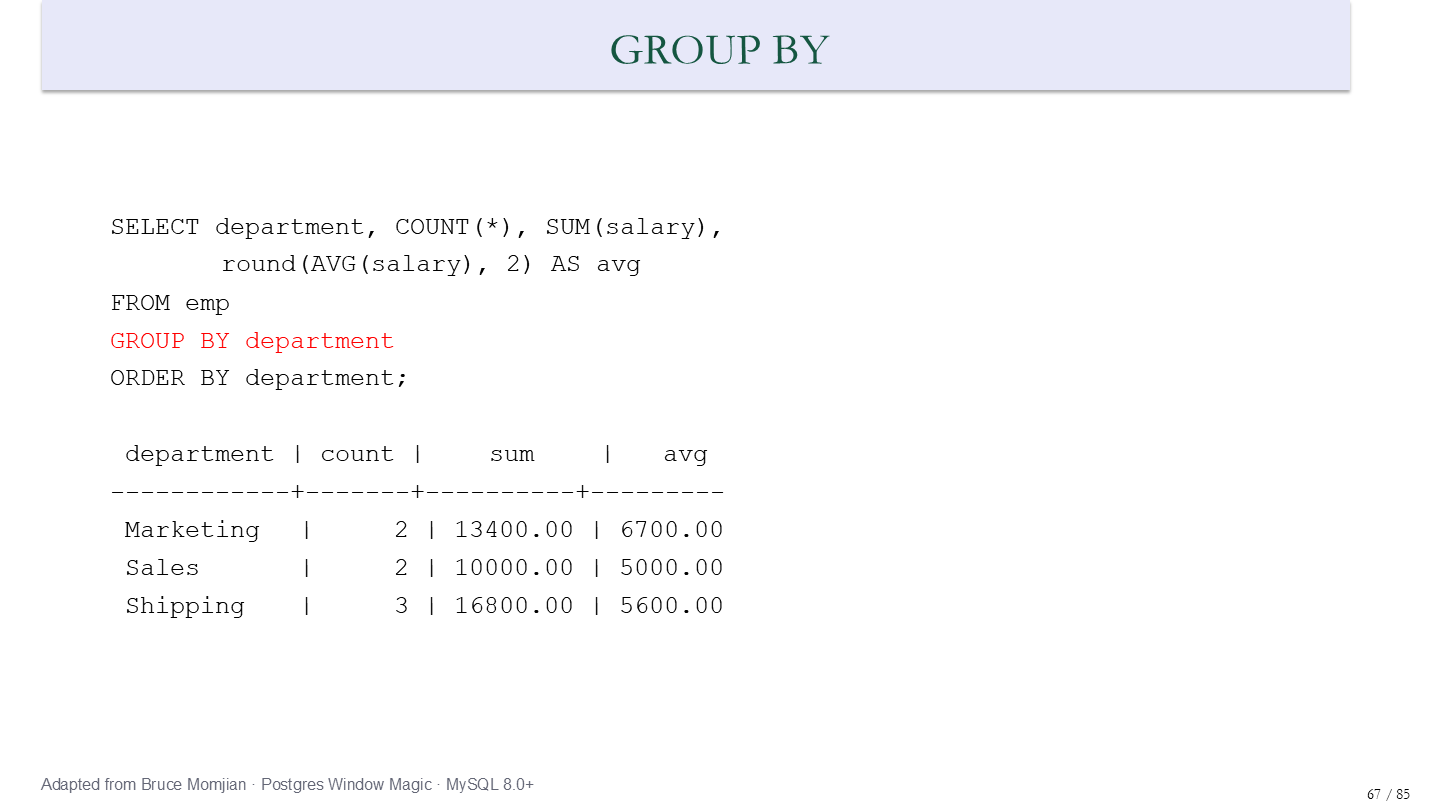 GROUP BY
SELECT department, COUNT(*), SUM(salary),
       round(AVG(salary), 2) AS avg
FROM emp
GROUP BY department
ORDER BY department;
 department | count |    sum    |   avg
------------+-------+----------+---------
 Marketing  |     2 | 13400.00 | 6700.00
 Sales      |     2 | 10000.00 | 5000.00
 Shipping   |     3 | 16800.00 | 5600.00
Adapted from Bruce Momjian · Postgres Window Magic · MySQL 8.0+
67 / 85